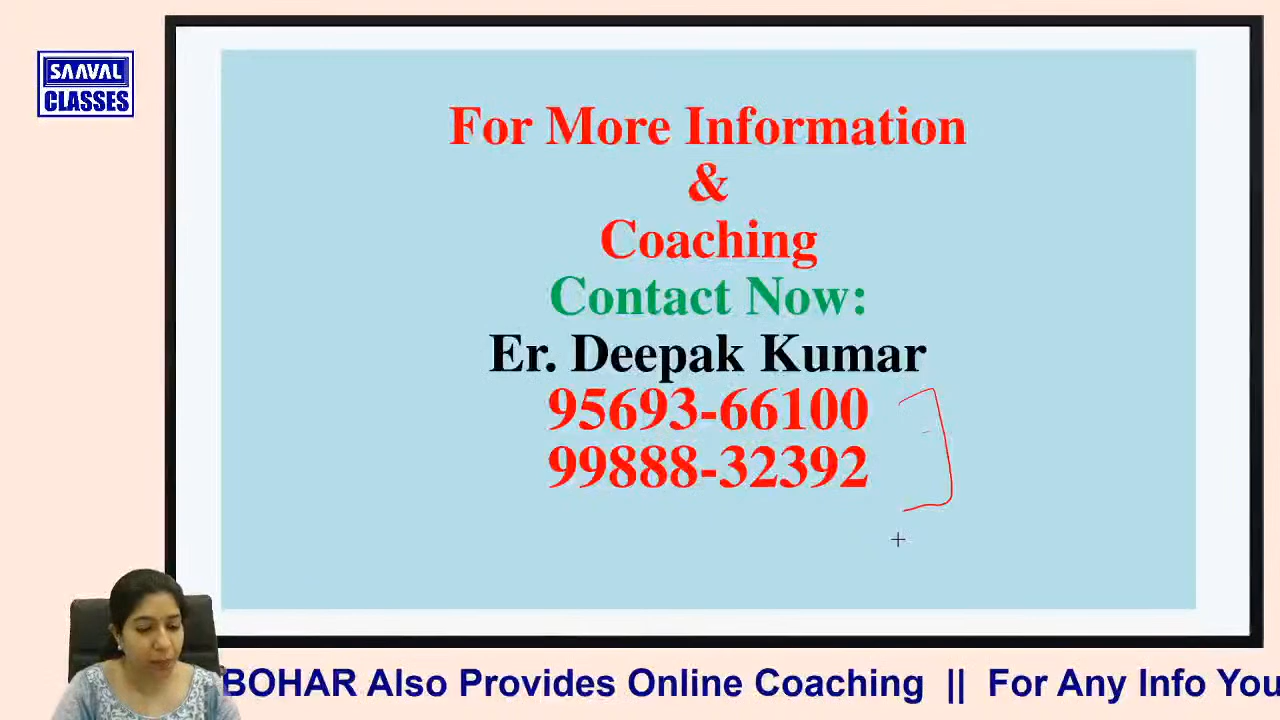 SAAVAL
CLASSES
For More Information
&
Coaching
Contact Now:
Er. Deepak Kumar
95693-66100
99888-32392
BOHAR Also Provides Online Coaching || For Any Info You